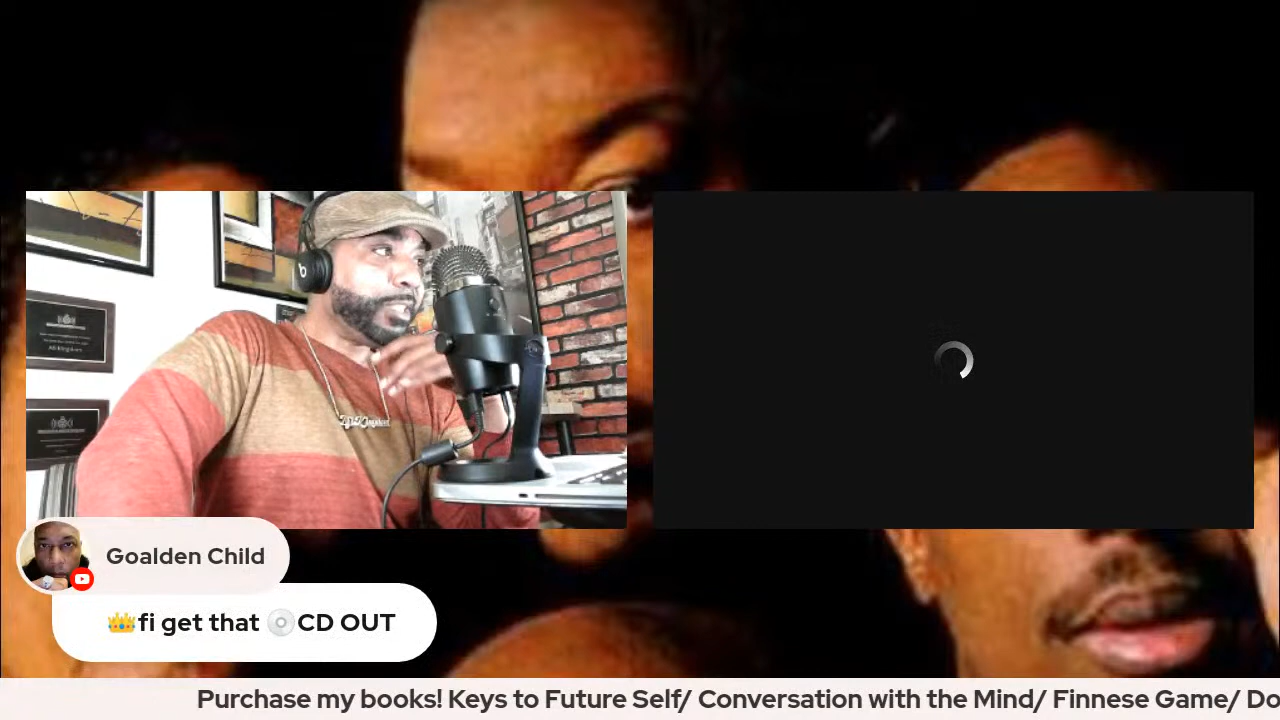 Goalden Child
👑fi get that 💿CD OUT
Purchase my books! Keys to Future Self/ Conversation with the Mind/ Finnese Game/ Do